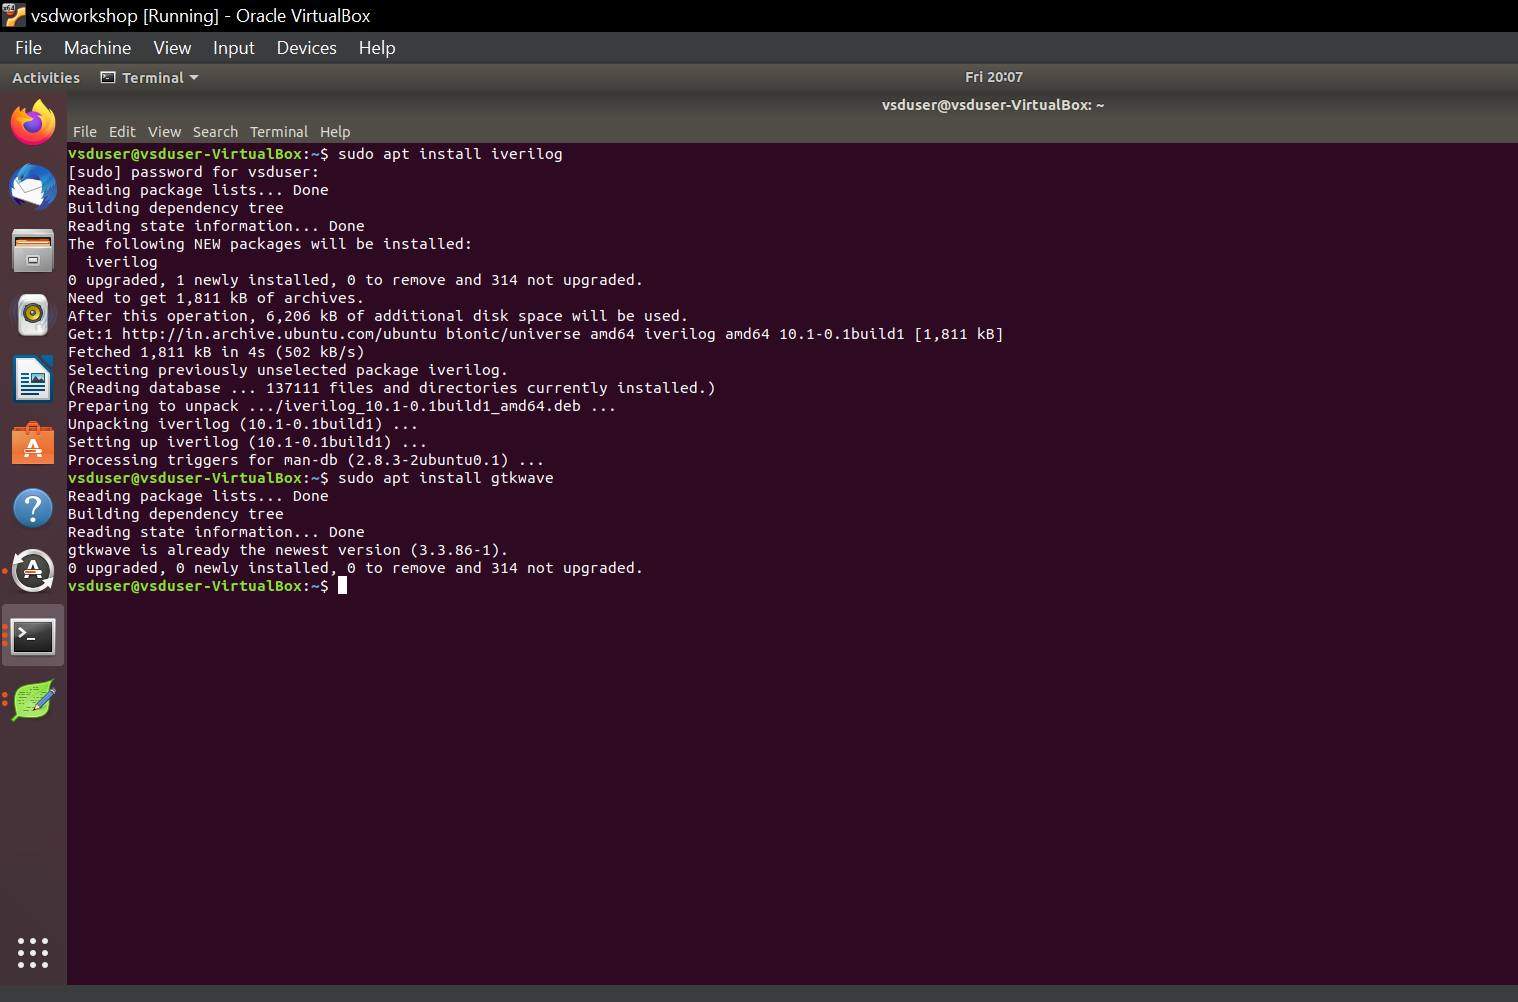 vsdworkshop [Running] - Oracle VirtualBox
File Machine View Input Devices Help
Activities Terminal Fri 20:07
vsduser@vsduser-VirtualBox: ~
File Edit View Search Terminal Help
vsduser@vsduser-VirtualBox:~$ sudo apt install iverilog
[sudo] password for vsduser:
Reading package lists... Done
Building dependency tree
Reading state information... Done
The following NEW packages will be installed:
  iverilog
0 upgraded, 1 newly installed, 0 to remove and 314 not upgraded.
Need to get 1,811 kB of archives.
After this operation, 6,206 kB of additional disk space will be used.
Get:1 http://in.archive.ubuntu.com/ubuntu bionic/universe amd64 iverilog amd64 10.1-0.1build1 [1,811 kB]
Fetched 1,811 kB in 4s (502 kB/s)
Selecting previously unselected package iverilog.
(Reading database ... 137111 files and directories currently installed.)
Preparing to unpack .../iverilog_10.1-0.1build1_amd64.deb ...
Unpacking iverilog (10.1-0.1build1) ...
Setting up iverilog (10.1-0.1build1) ...
Processing triggers for man-db (2.8.3-2ubuntu0.1) ...
vsduser@vsduser-VirtualBox:~$ sudo apt install gtkwave
Reading package lists... Done
Building dependency tree
Reading state information... Done
gtkwave is already the newest version (3.3.86-1).
0 upgraded, 0 newly installed, 0 to remove and 314 not upgraded.
vsduser@vsduser-VirtualBox:~$